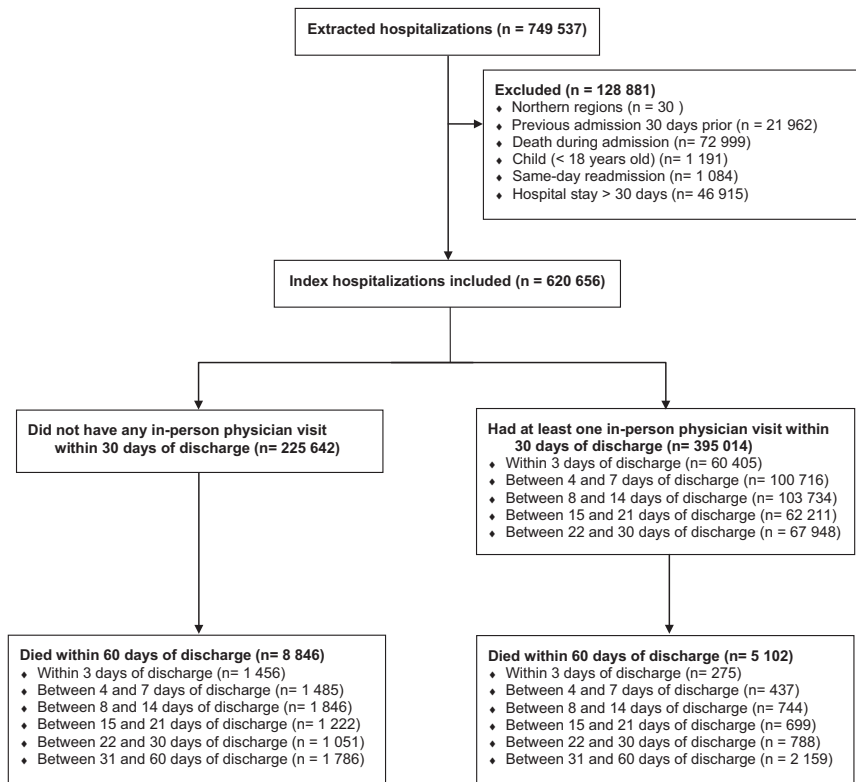 Extracted hospitalizations (n = 749 537)
Excluded (n = 128 881)
♦ Northern regions (n = 30 )
♦ Previous admission 30 days prior (n = 21 962)
♦ Death during admission (n = 72 999)
♦ Child (< 18 years old) (n = 1 191)
♦ Same-day readmission (n = 1 084)
♦ Hospital stay > 30 days (n= 46 915)
Index hospitalizations included (n = 620 656)
Did not have any in-person physician visit
within 30 days of discharge (n= 225 642)
Had at least one in-person physician visit within
30 days of discharge (n= 395 014)
♦ Within 3 days of discharge (n= 60 405)
♦ Between 4 and 7 days of discharge (n= 100 716)
♦ Between 8 and 14 days of discharge (n= 103 734)
♦ Between 15 and 21 days of discharge (n= 62 211)
♦ Between 22 and 30 days of discharge (n = 67 948)
Died within 60 days of discharge (n= 8 846)
♦ Within 3 days of discharge (n= 1 456)
♦ Between 4 and 7 days of discharge (n= 1 485)
♦ Between 8 and 14 days of discharge (n= 1 846)
♦ Between 15 and 21 days of discharge (n= 1 222)
♦ Between 22 and 30 days of discharge (n= 1 051)
♦ Between 31 and 60 days of discharge (n= 1 786)
Died within 60 days of discharge (n= 5 102)
♦ Within 3 days of discharge (n= 275)
♦ Between 4 and 7 days of discharge (n= 437)
♦ Between 8 and 14 days of discharge (n= 744)
♦ Between 15 and 21 days of discharge (n= 699)
♦ Between 22 and 30 days of discharge (n= 788)
♦ Between 31 and 60 days of discharge (n= 2 159)